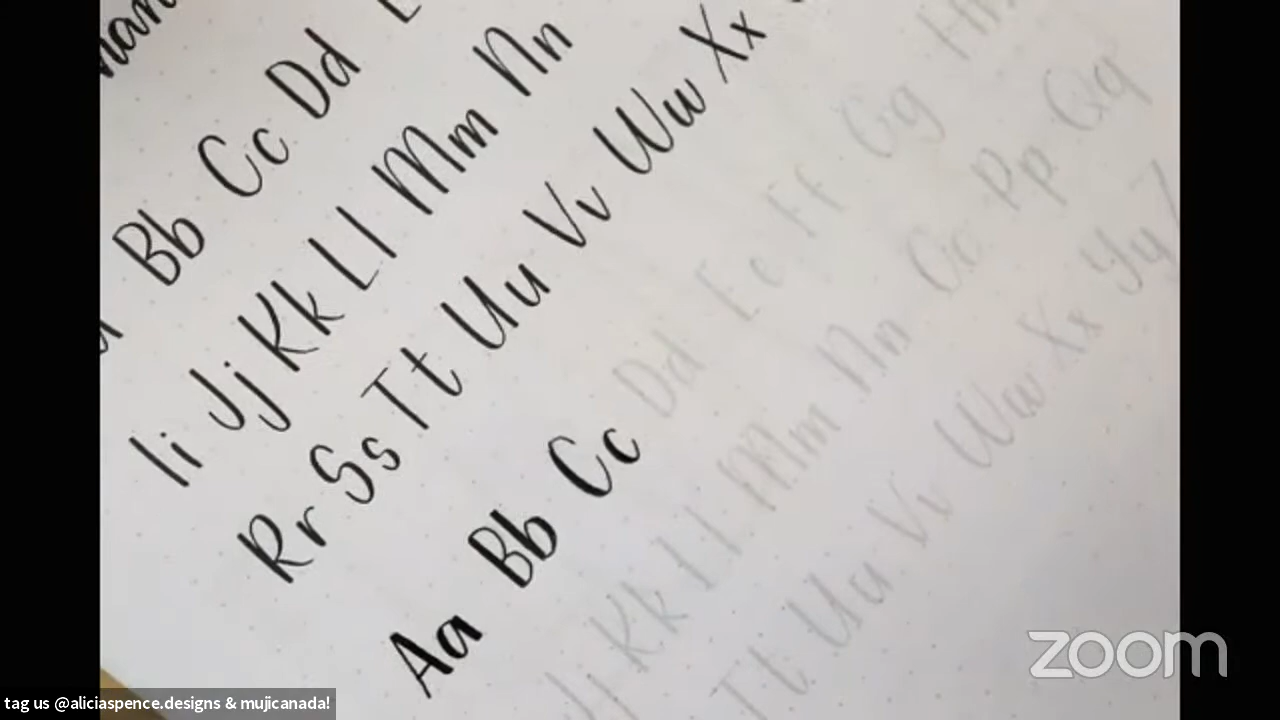 Bb Cc Dd
Ii Jj Kk Ll Mm Nn
Rr Ss Tt Uu Vv Ww Xx
Aa Bb Cc Dd Ee Ff Gg Hh
Jj Kk Ll Mm Nn Oo Pp Qq
Tt Uu Vv Ww Xx Yy
zoom
tag us @aliciaspence.designs & mujicanada!